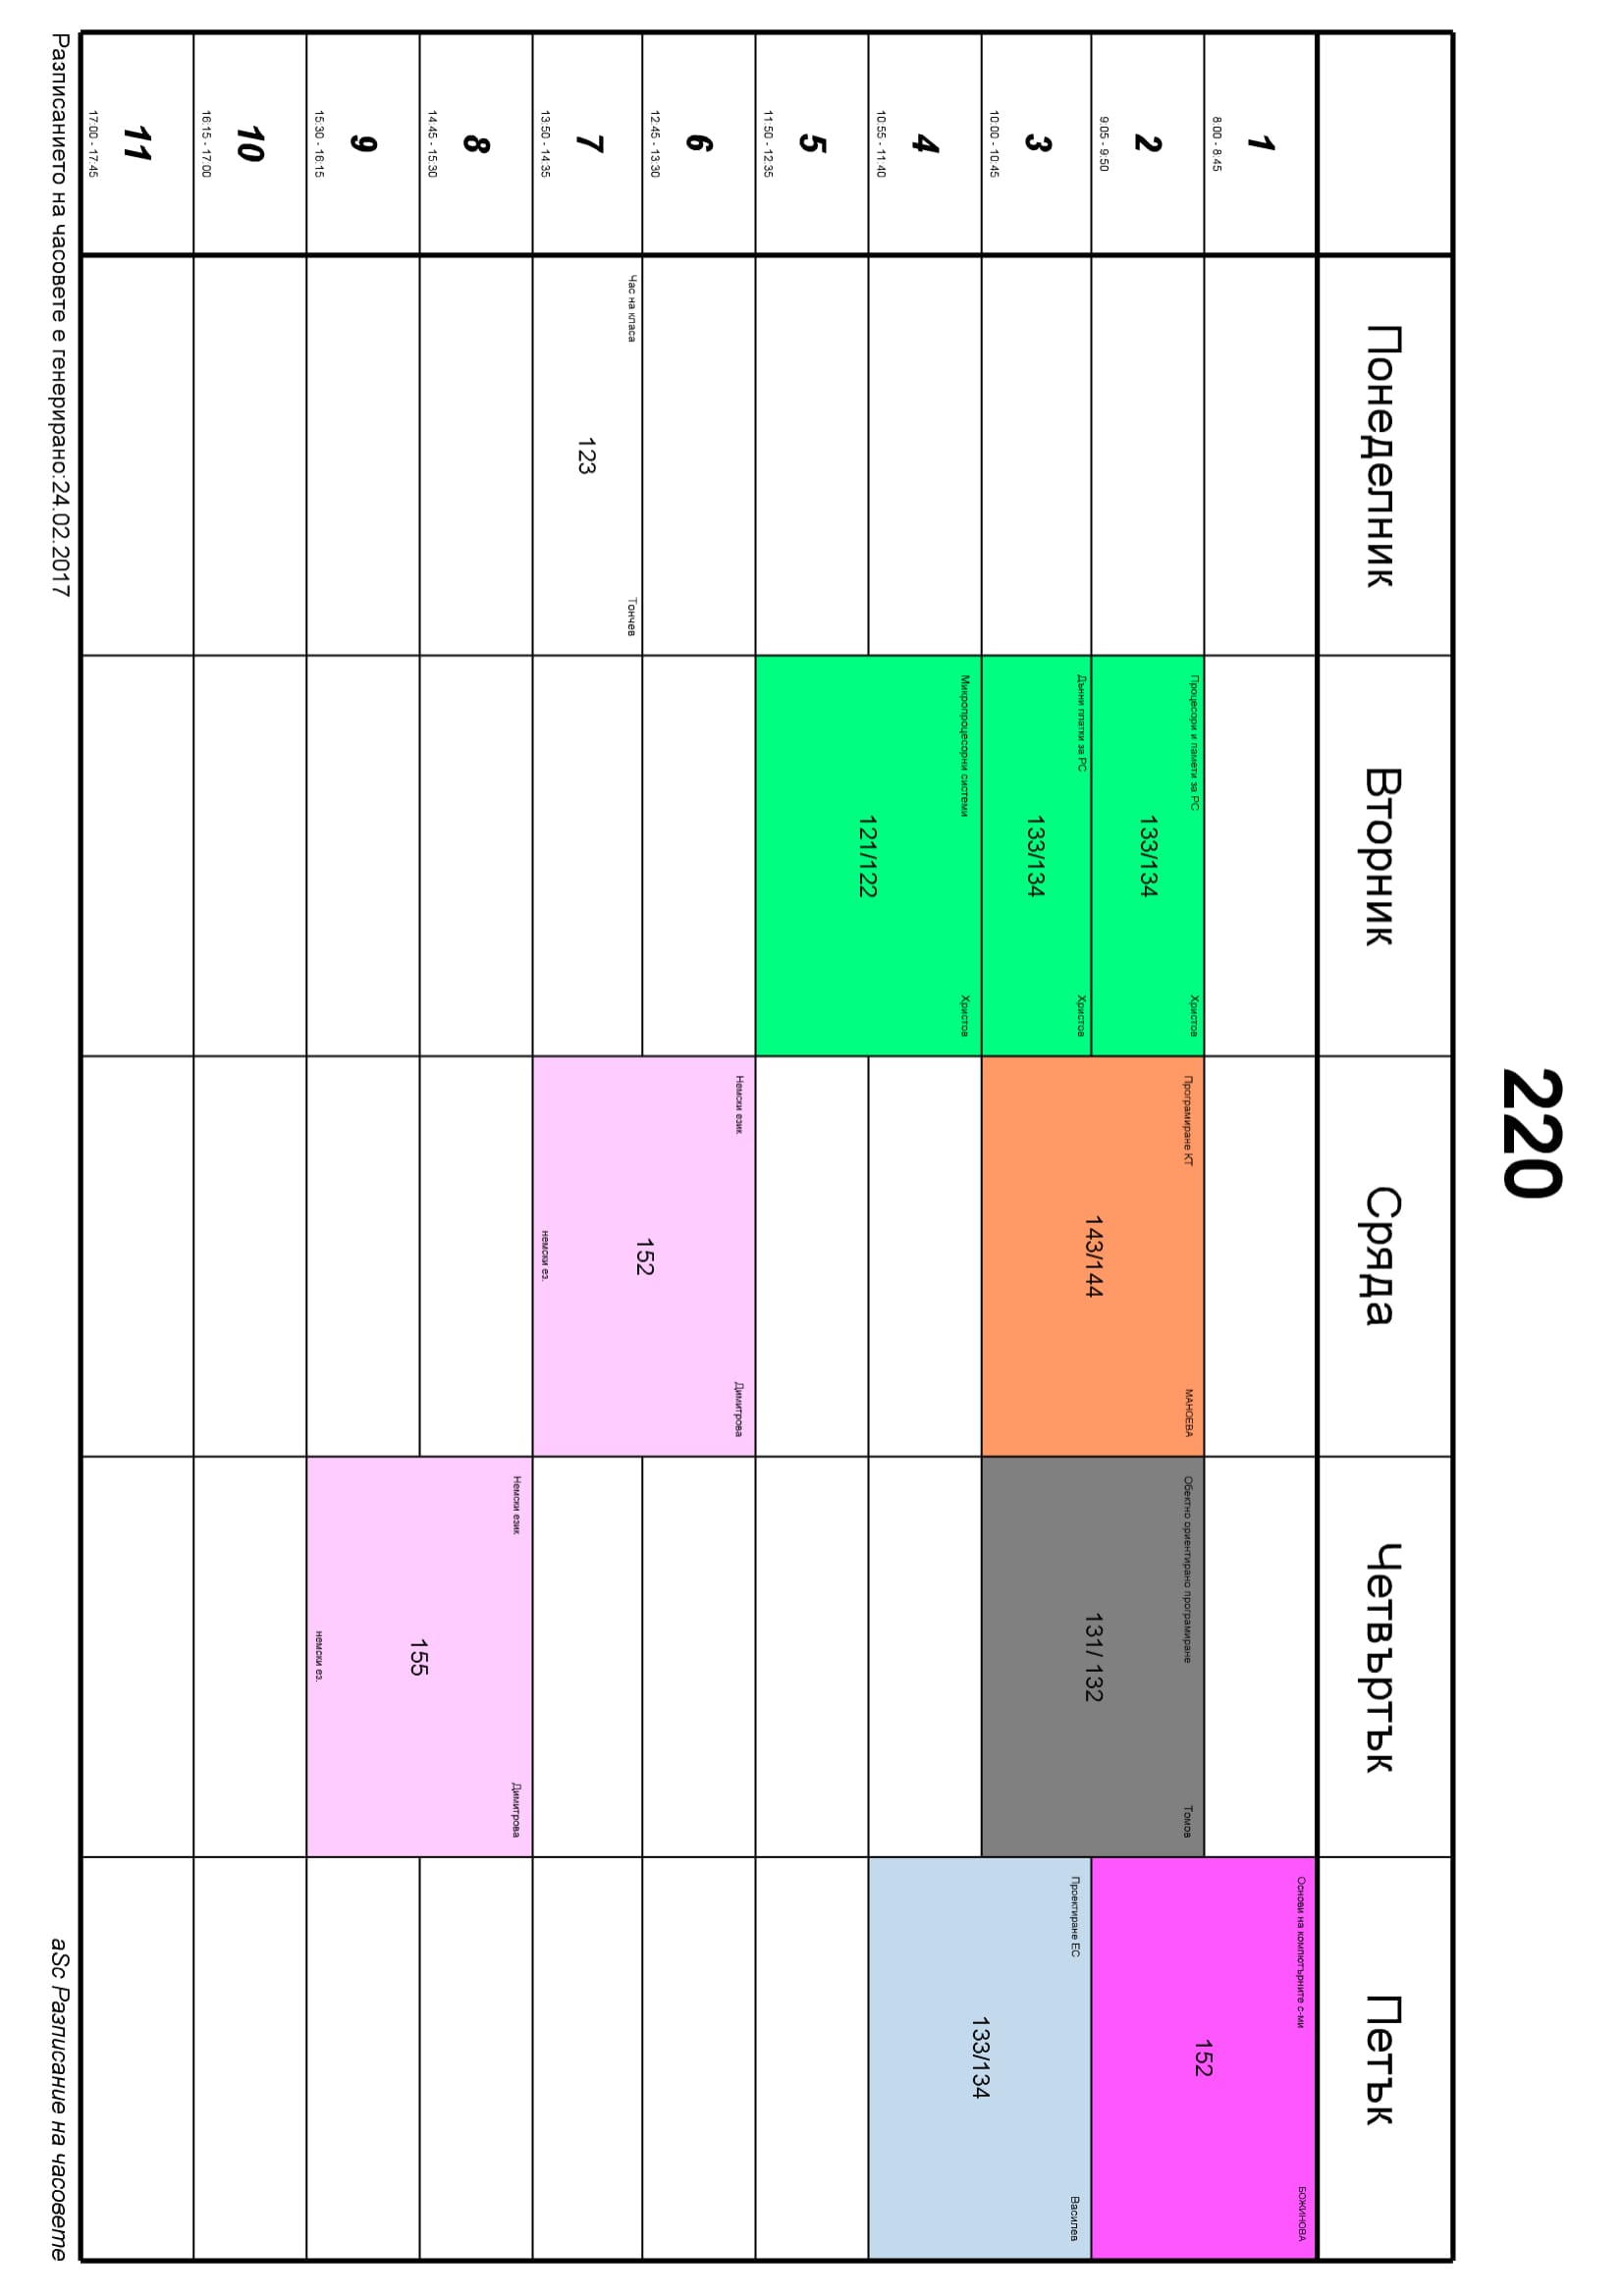 220
Понеделник
Вторник
Сряда
Четвъртък
Петък
1
8:00 - 8:45
Основи на компютърните с-ми
БОЖИНОВА
152
2
9:05 - 9:50
Процесори и памети за PC
Христов
133/134
Програмиране КТ
МАНОЕВА
143/144
Обектно ориентирано програмиране
Томов
131/ 132
3
10:00 - 10:45
Дънни платки за PC
Христов
133/134
Проектиране ЕС
Василев
133/134
4
10:55 - 11:40
Микропроцесорни системи
Христов
121/122
5
11:50 - 12:35
6
12:45 - 13:30
Немски език
Димитрова
152
немски ез.
7
13:50 - 14:35
Час на класа
Тончев
123
8
14:45 - 15:30
Немски език
Димитрова
155
немски ез.
9
15:30 - 16:15
10
16:15 - 17:00
11
17:00 - 17:45
Разписанието на часовете е генерирано:24.02.2017
aSc Разписание на часовете